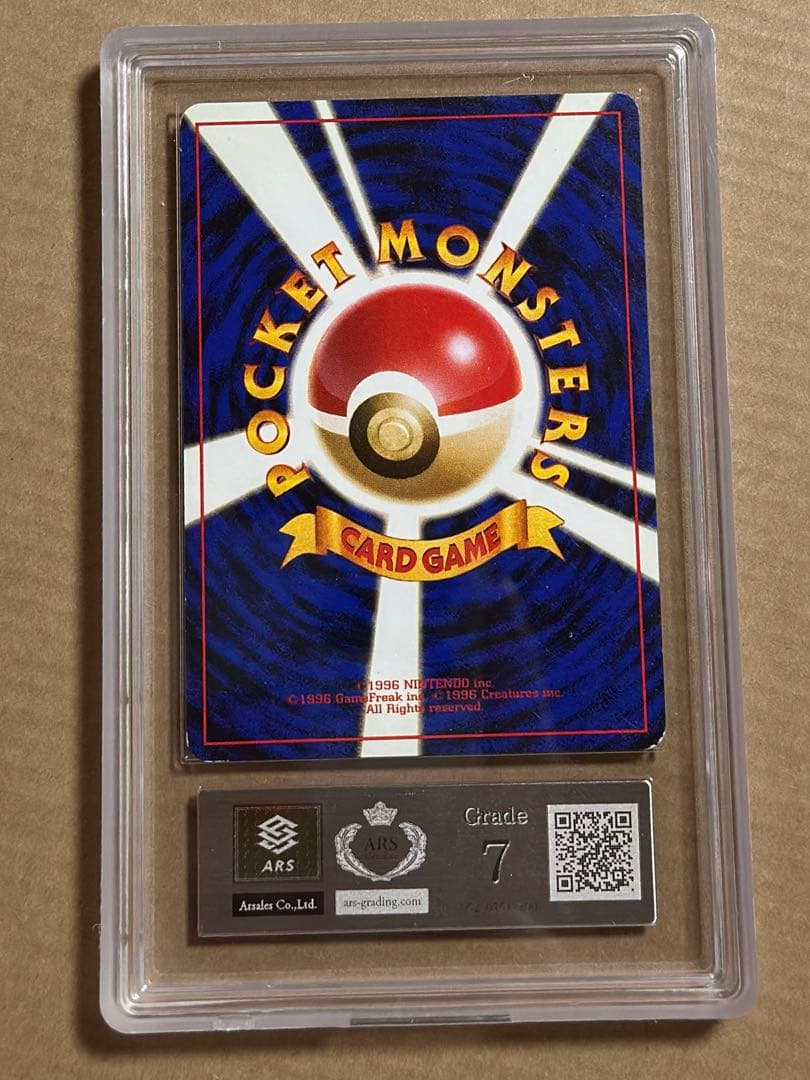 POCKET MONSTERS
CARD GAME
©1996 NINTENDO inc.
©1996 GameFreak inc. ©1996 Creatures inc.
All Rights reserved.
ARS
ARS
Grade
7
Arsales Co.,Ltd.
ars-grading.com